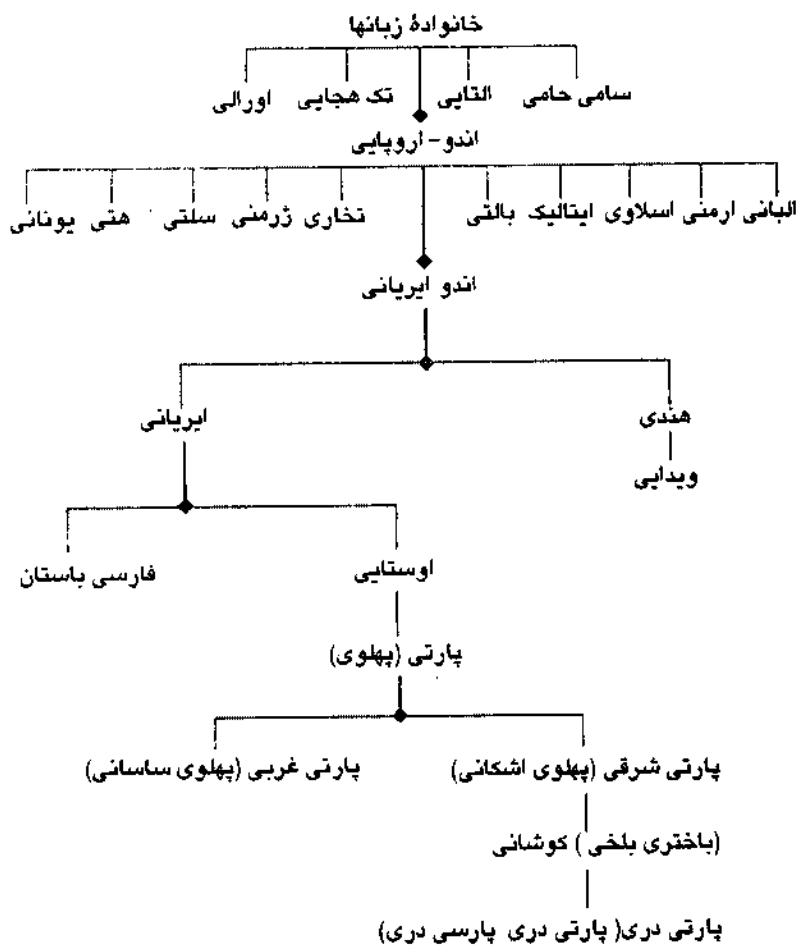 خانوادهٔ زبانها
سامی حامی التایی تک هجایی اورالی
اندو-اروپایی
البانی ارمنی اسلاوی ایتالیک بالتی تخاری ژرمنی سلتی هتی یونانی
اندو ایریانی
هندی ایریانی
ویدایی
اوستایی فارسی باستان
پارتی (پهلوی)
پارتی شرقی (پهلوی اشکانی) پارتی غربی (پهلوی ساسانی)
(باختری بلخی) کوشانی
پارتی دری( پارتی دری پارسی دری)